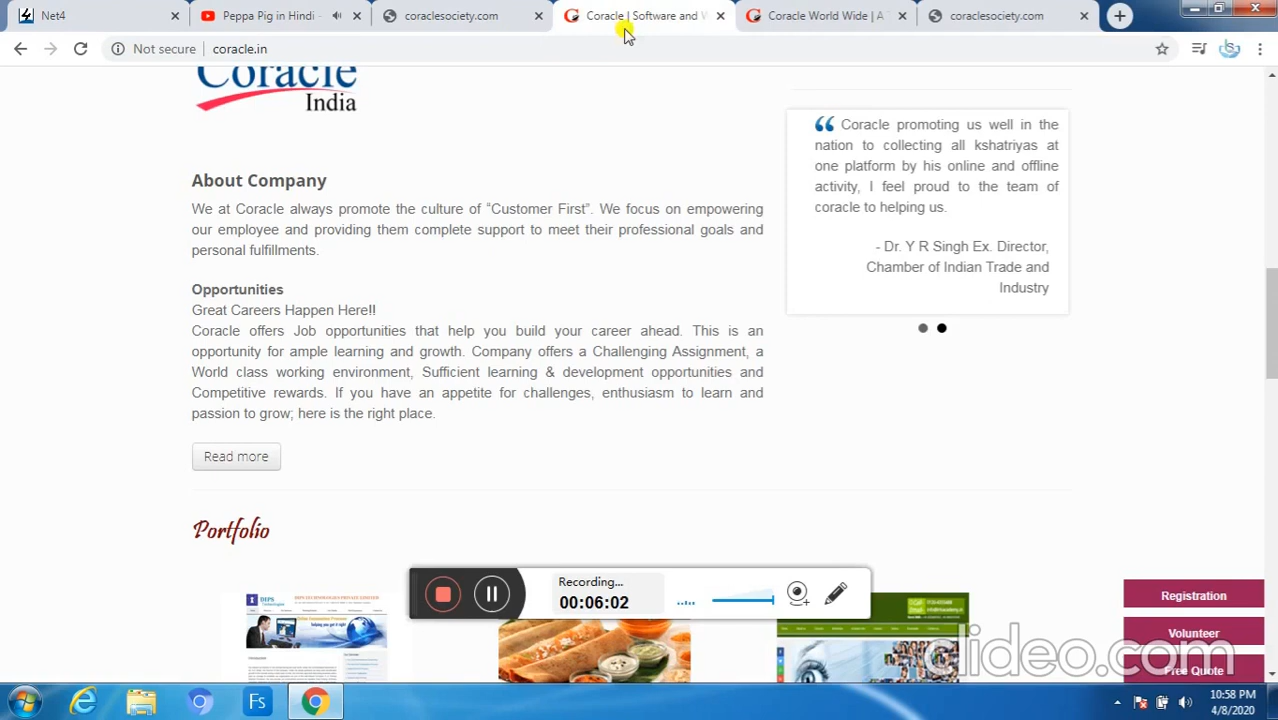 Net4
Peppa Pig in Hindi -
coraclesociety.com
Coracle | Software and W
Coracle World Wide | A T
coraclesociety.com
Not secure
coracle.in
Coracle
India
About Company
We at Coracle always promote the culture of “Customer First”. We focus on empowering
our employee and providing them complete support to meet their professional goals and
personal fulfillments.
Opportunities
Great Careers Happen Here!!
Coracle offers Job opportunities that help you build your career ahead. This is an
opportunity for ample learning and growth. Company offers a Challenging Assignment, a
World class working environment, Sufficient learning & development opportunities and
Competitive rewards. If you have an appetite for challenges, enthusiasm to learn and
passion to grow; here is the right place.
Read more
“ Coracle promoting us well in the
nation to collecting all kshatriyas at
one platform by his online and offline
activity, I feel proud to the team of
coracle to helping us.
- Dr. Y R Singh Ex. Director,
Chamber of Indian Trade and
Industry
Portfolio
Recording...
00:06:02
Registration
Volunteer
Free Quote
clideo.com
Fs
10:58 PM
4/8/2020